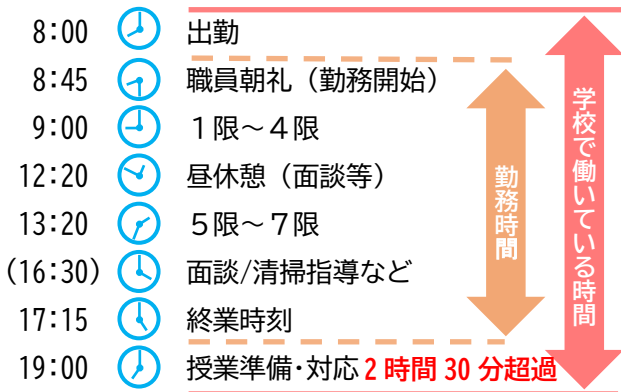 8:00 出勤
8:45 職員朝礼（勤務開始）
9:00 １限～４限
12:20 昼休憩（面談等）
13:20 ５限～７限
(16:30) 面談/清掃指導など
17:15 終業時刻
19:00 授業準備・対応 2 時間 30 分超過
勤務時間
学校で働いている時間